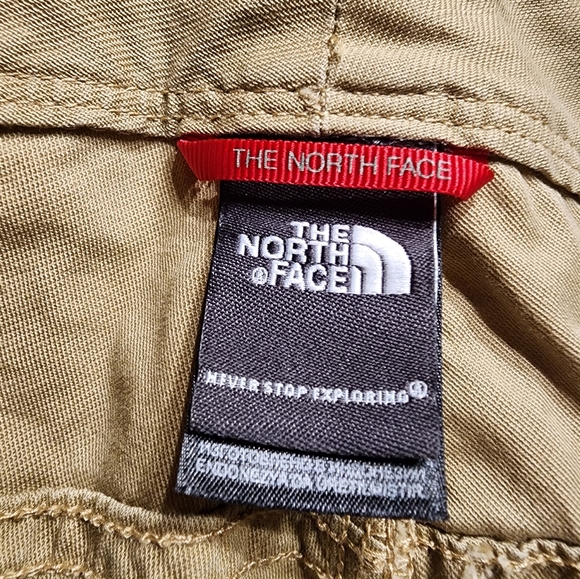 THE NORTH FACE
THE
NORTH
®FACE
NEVER STOP EXPLORING®